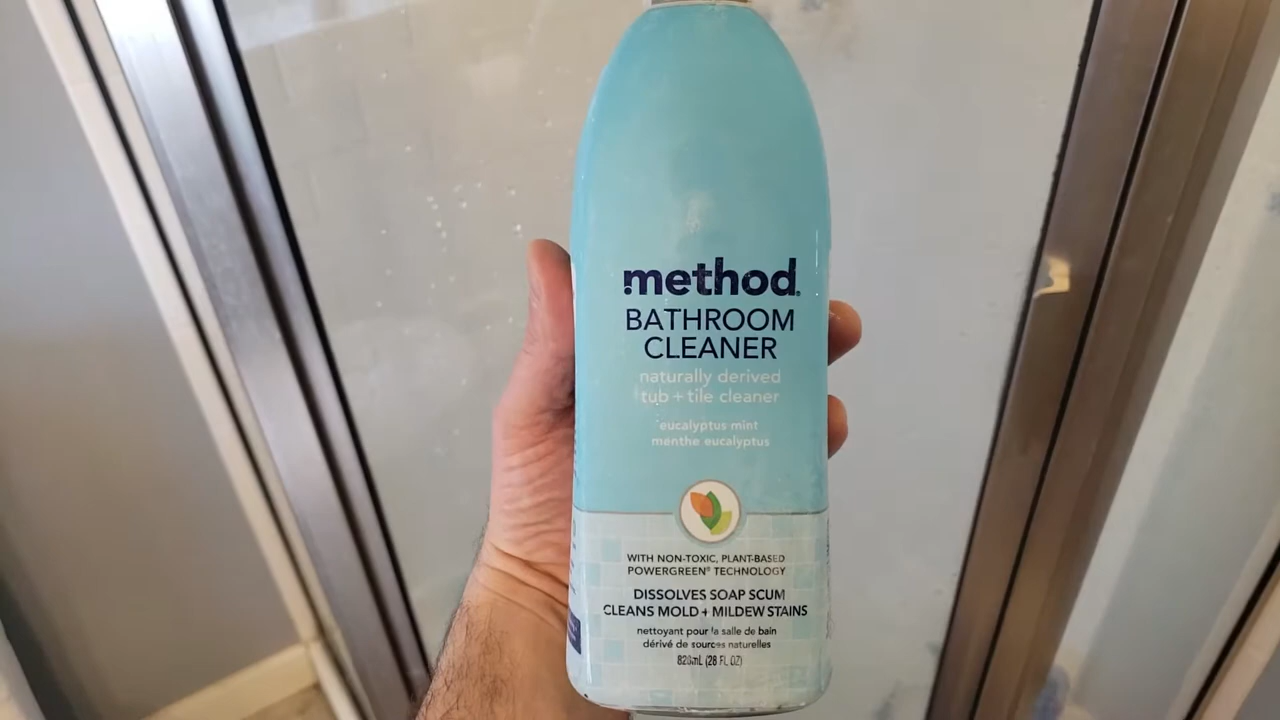 method®
BATHROOM
CLEANER
naturally derived
tub + tile cleaner
eucalyptus mint
menthe eucalyptus
WITH NON-TOXIC, PLANT-BASED
POWERGREEN® TECHNOLOGY
DISSOLVES SOAP SCUM
CLEANS MOLD + MILDEW STAINS
nettoyant pour la salle de bain
dérivé de sources naturelles
828mL (28 FL OZ)